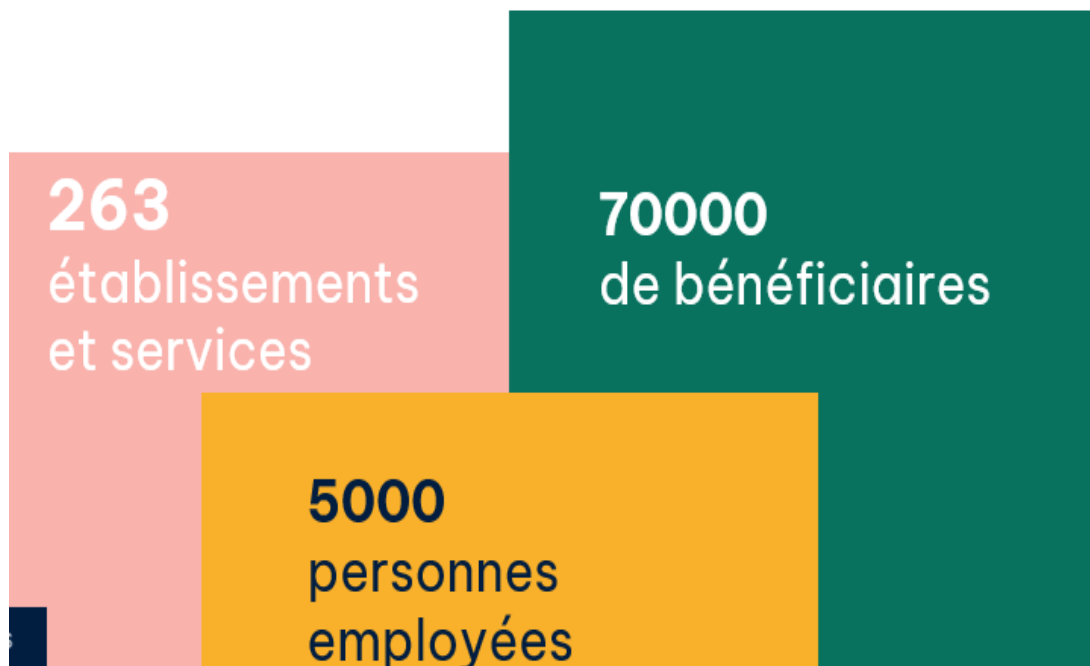 263
établissements
et services
70000
de bénéficiaires
5000
personnes
employées